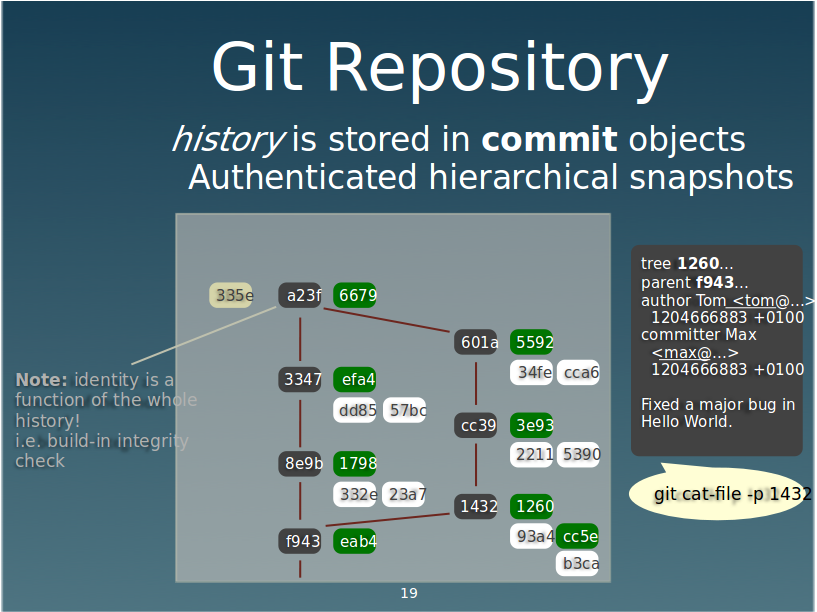 Git Repository
history is stored in commit objects
Authenticated hierarchical snapshots
335e a23f 6679
601a 5592
34fe cca6
3347 efa4
dd85 57bc
cc39 3e93
2211 5390
8e9b 1798
332e 23a7
1432 1260
93a4 cc5e
b3ca
f943 eab4
Note: identity is a
function of the whole
history!
i.e. build-in integrity
check
tree 1260...
parent f943...
author Tom <tom@...>
1204666883 +0100
committer Max
<max@...>
1204666883 +0100
Fixed a major bug in
Hello World.
git cat-file -p 1432
19